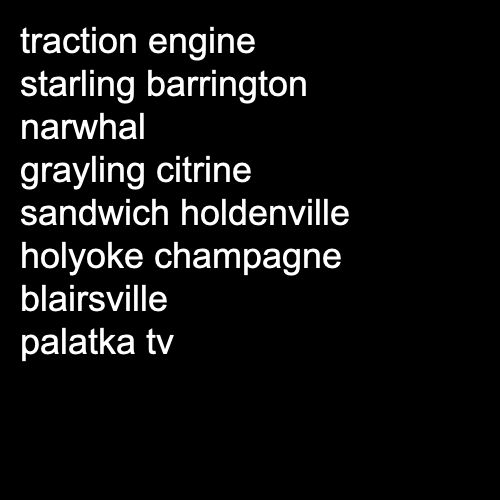 traction engine
starling barrington
narwhal
grayling citrine
sandwich holdenville
holyoke champagne
blairsville
palatka tv